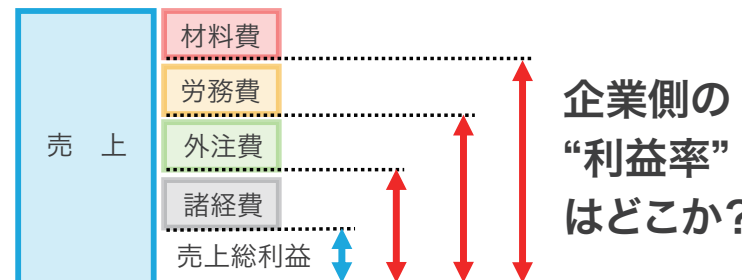 売　上
材料費
労務費
外注費
諸経費
売上総利益
企業側の
“利益率”
はどこか?